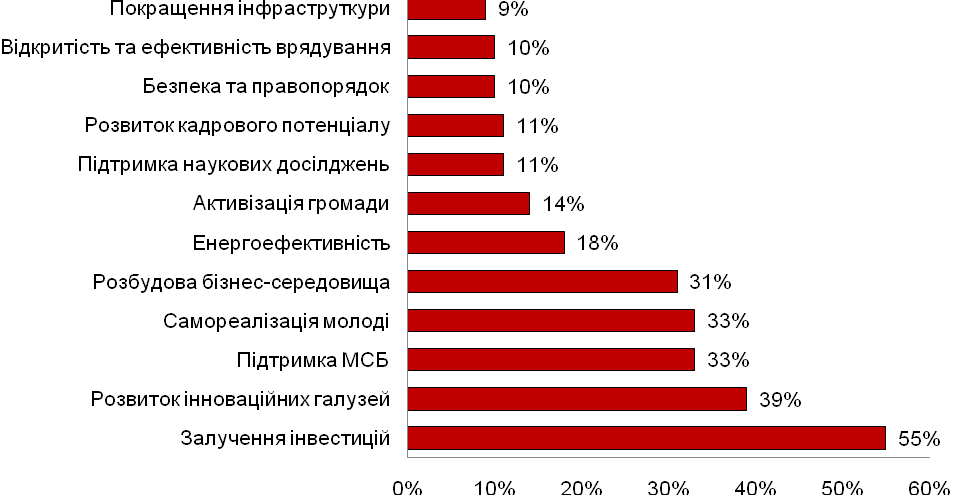 Покращення інфраструткури 9%
Відкритість та ефективність врядування 10%
Безпека та правопорядок 10%
Розвиток кадрового потенціалу 11%
Підтримка наукових досілджень 11%
Активізація громади 14%
Енергоефективність 18%
Розбудова бізнес-середовища 31%
Самореалізація молоді 33%
Підтримка МСБ 33%
Розвиток інноваційних галузей 39%
Залучення інвестицій 55%
0% 10% 20% 30% 40% 50% 60%